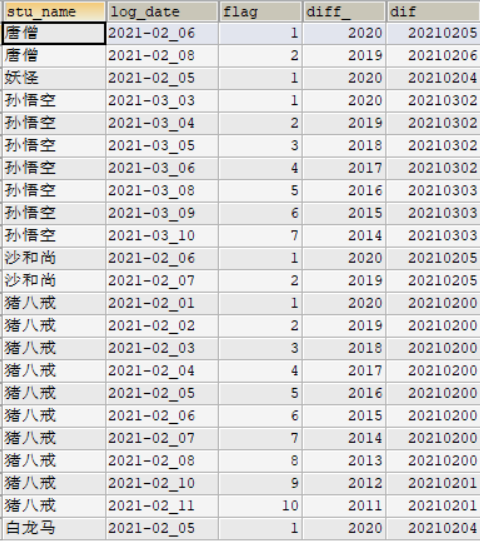 stu_name log_date flag diff_ dif
唐僧 2021-02_06 1 2020 20210205
唐僧 2021-02_08 2 2019 20210206
妖怪 2021-02_05 1 2020 20210204
孙悟空 2021-03_03 1 2020 20210302
孙悟空 2021-03_04 2 2019 20210302
孙悟空 2021-03_05 3 2018 20210302
孙悟空 2021-03_06 4 2017 20210302
孙悟空 2021-03_08 5 2016 20210303
孙悟空 2021-03_09 6 2015 20210303
孙悟空 2021-03_10 7 2014 20210303
沙和尚 2021-02_06 1 2020 20210205
沙和尚 2021-02_07 2 2019 20210205
猪八戒 2021-02_01 1 2020 20210200
猪八戒 2021-02_02 2 2019 20210200
猪八戒 2021-02_03 3 2018 20210200
猪八戒 2021-02_04 4 2017 20210200
猪八戒 2021-02_05 5 2016 20210200
猪八戒 2021-02_06 6 2015 20210200
猪八戒 2021-02_07 7 2014 20210200
猪八戒 2021-02_08 8 2013 20210200
猪八戒 2021-02_10 9 2012 20210201
猪八戒 2021-02_11 10 2011 20210201
白龙马 2021-02_05 1 2020 20210204